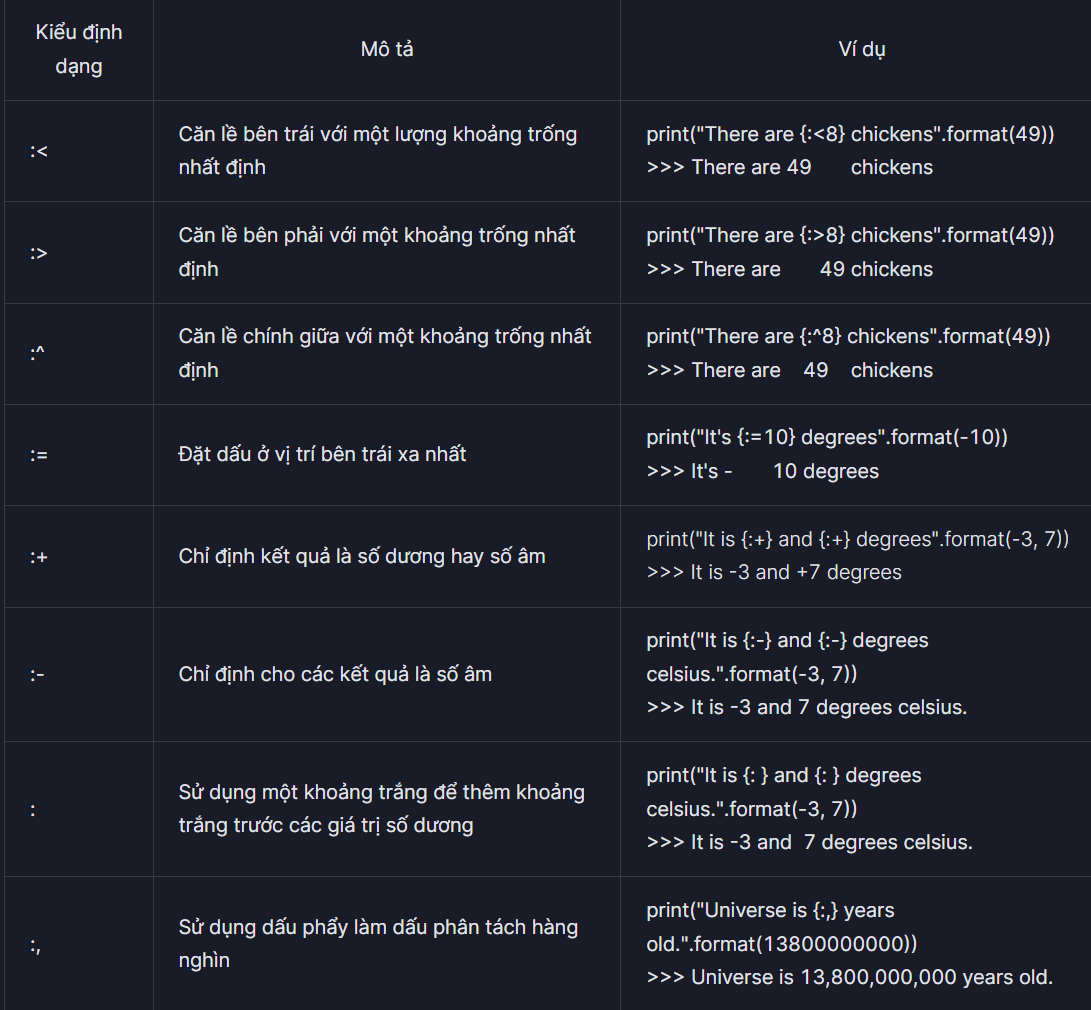 Kiểu định
dạng
Mô tả
Ví dụ
:<
Căn lề bên trái với một lượng khoảng trống
nhất định
print("There are {:<8} chickens".format(49))
>>> There are 49       chickens
:>
Căn lề bên phải với một khoảng trống nhất
định
print("There are {:>8} chickens".format(49))
>>> There are       49 chickens
:^
Căn lề chính giữa với một khoảng trống nhất
định
print("There are {:^8} chickens".format(49))
>>> There are    49    chickens
:=
Đặt dấu ở vị trí bên trái xa nhất
print("It's {:=10} degrees".format(-10))
>>> It's -       10 degrees
:+
Chỉ định kết quả là số dương hay số âm
print("It is {:+} and {:+} degrees".format(-3, 7))
>>> It is -3 and +7 degrees
:-
Chỉ định cho các kết quả là số âm
print("It is {:-} and {:-} degrees
celsius.".format(-3, 7))
>>> It is -3 and 7 degrees celsius.
:
Sử dụng một khoảng trắng để thêm khoảng
trắng trước các giá trị số dương
print("It is {: } and {: } degrees
celsius.".format(-3, 7))
>>> It is -3 and  7 degrees celsius.
:,
Sử dụng dấu phẩy làm dấu phân tách hàng
nghìn
print("Universe is {:,} years
old.".format(13800000000))
>>> Universe is 13,800,000,000 years old.